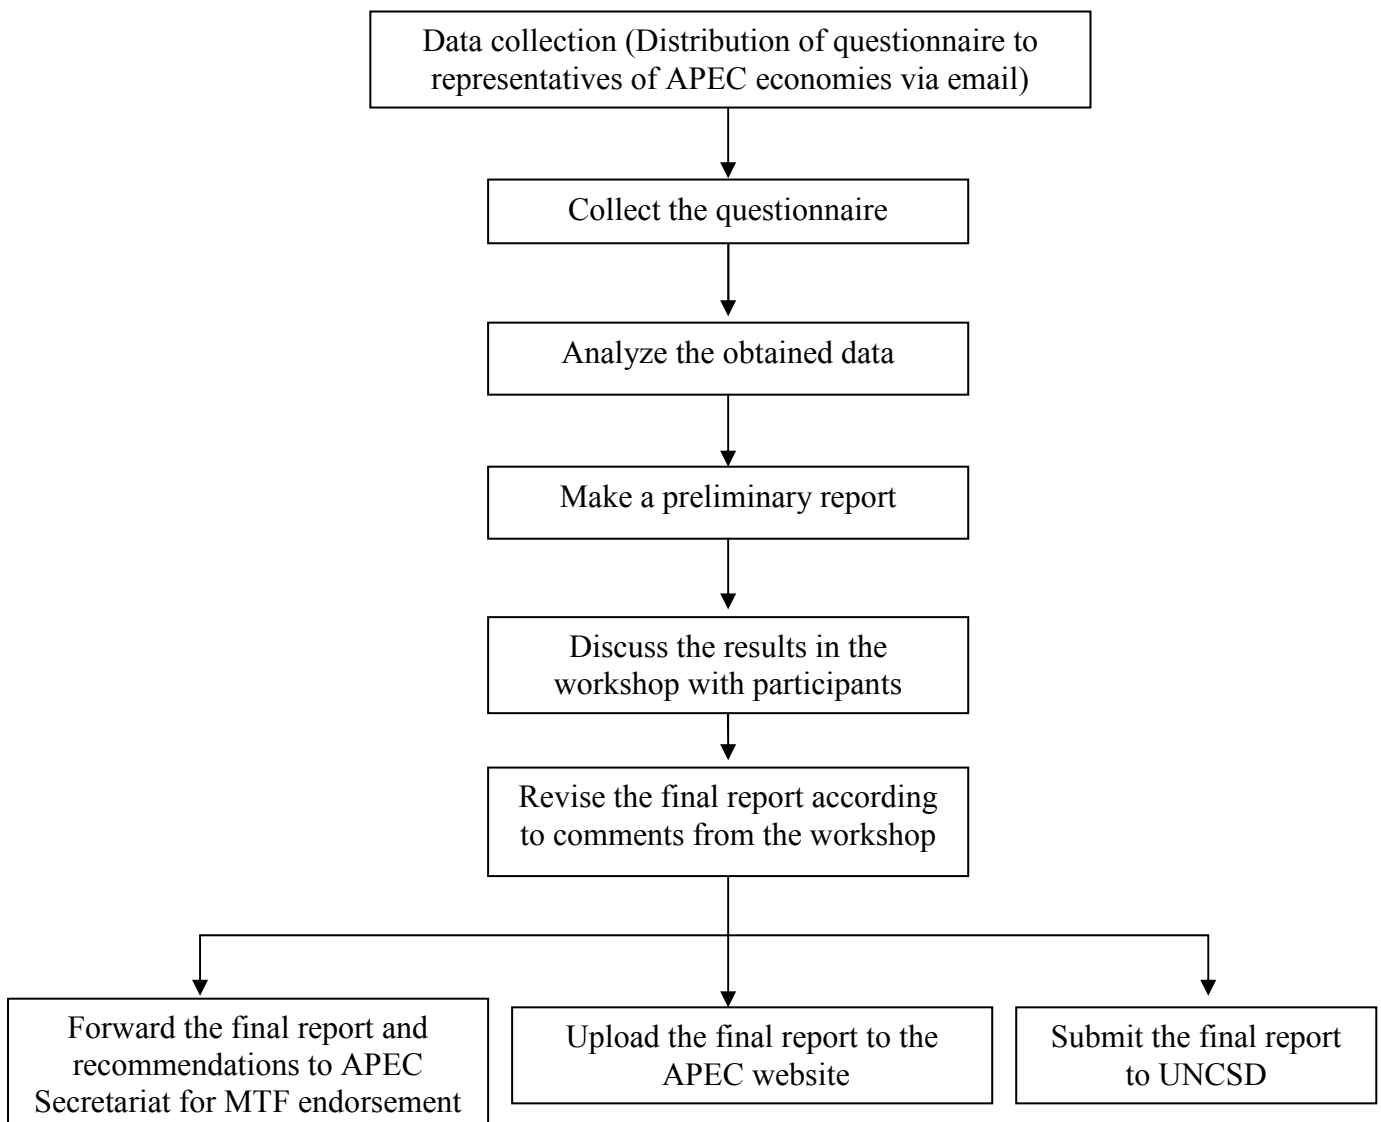 Data collection (Distribution of questionnaire to
representatives of APEC economies via email)
Collect the questionnaire
Analyze the obtained data
Make a preliminary report
Discuss the results in the
workshop with participants
Revise the final report according
to comments from the workshop
Forward the final report and
recommendations to APEC
Secretariat for MTF endorsement
Upload the final report to the
APEC website
Submit the final report
to UNCSD